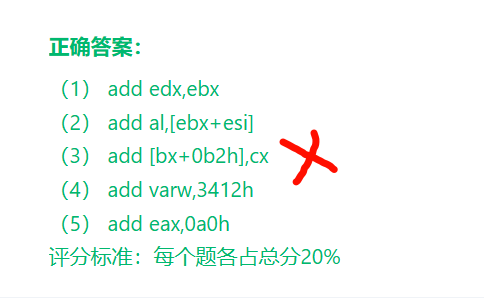 正确答案：
（1） add edx,ebx
（2） add al,[ebx+esi]
（3） add [bx+0b2h],cx
（4） add varw,3412h
（5） add eax,0a0h
评分标准：每个题各占总分20%